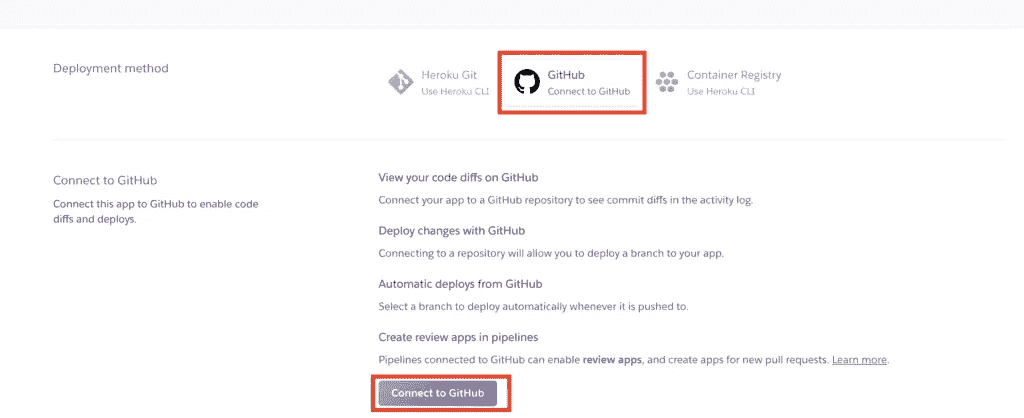 Deployment method
Heroku Git
Use Heroku CLI
GitHub
Connect to GitHub
Container Registry
Use Heroku CLI
Connect to GitHub
Connect this app to GitHub to enable code
diffs and deploys.
View your code diffs on GitHub
Connect your app to a GitHub repository to see commit diffs in the activity log.
Deploy changes with GitHub
Connecting to a repository will allow you to deploy a branch to your app.
Automatic deploys from GitHub
Select a branch to deploy automatically whenever it is pushed to.
Create review apps in pipelines
Pipelines connected to GitHub can enable review apps, and create apps for new pull requests. Learn more.
Connect to GitHub